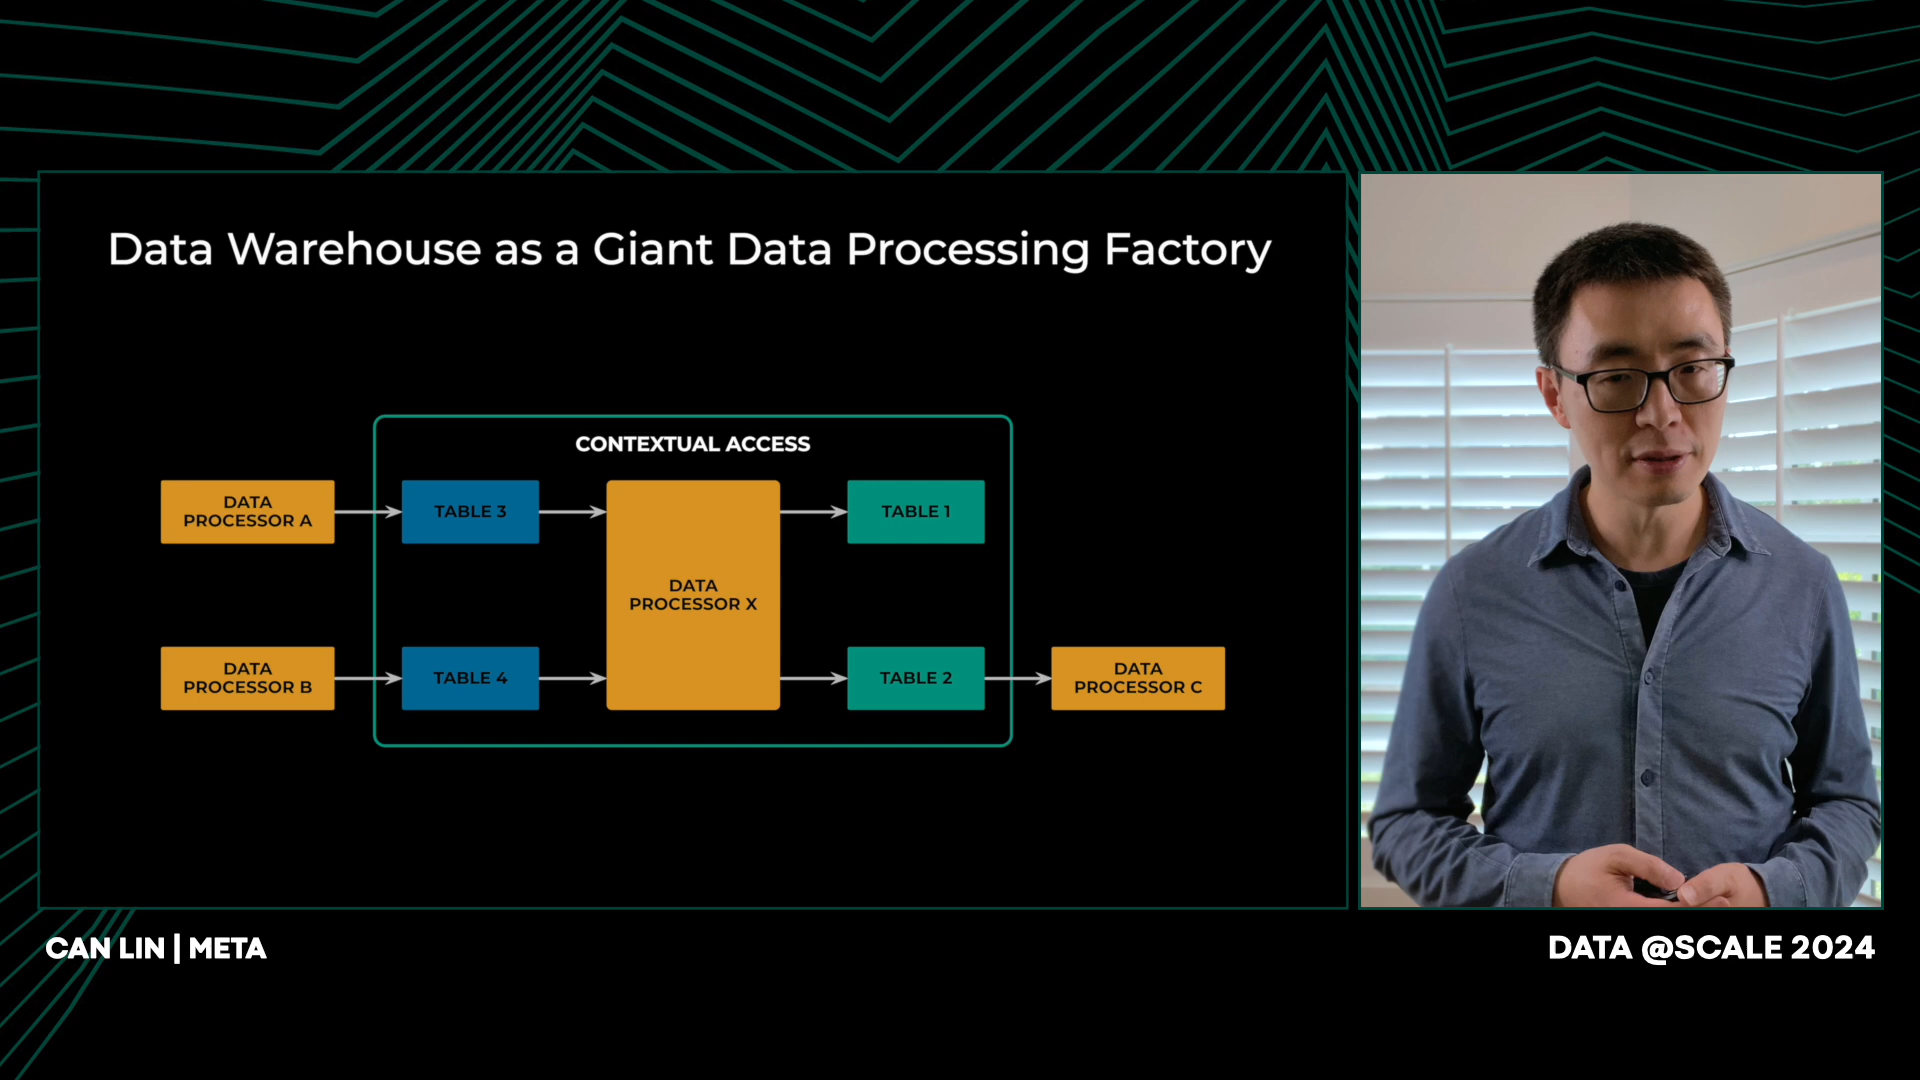 Data Warehouse as a Giant Data Processing Factory
CONTEXTUAL ACCESS
DATA
PROCESSOR A
TABLE 3
DATA
PROCESSOR X
TABLE 1
DATA
PROCESSOR B
TABLE 4
TABLE 2
DATA
PROCESSOR C
CAN LIN | META
DATA @SCALE 2024